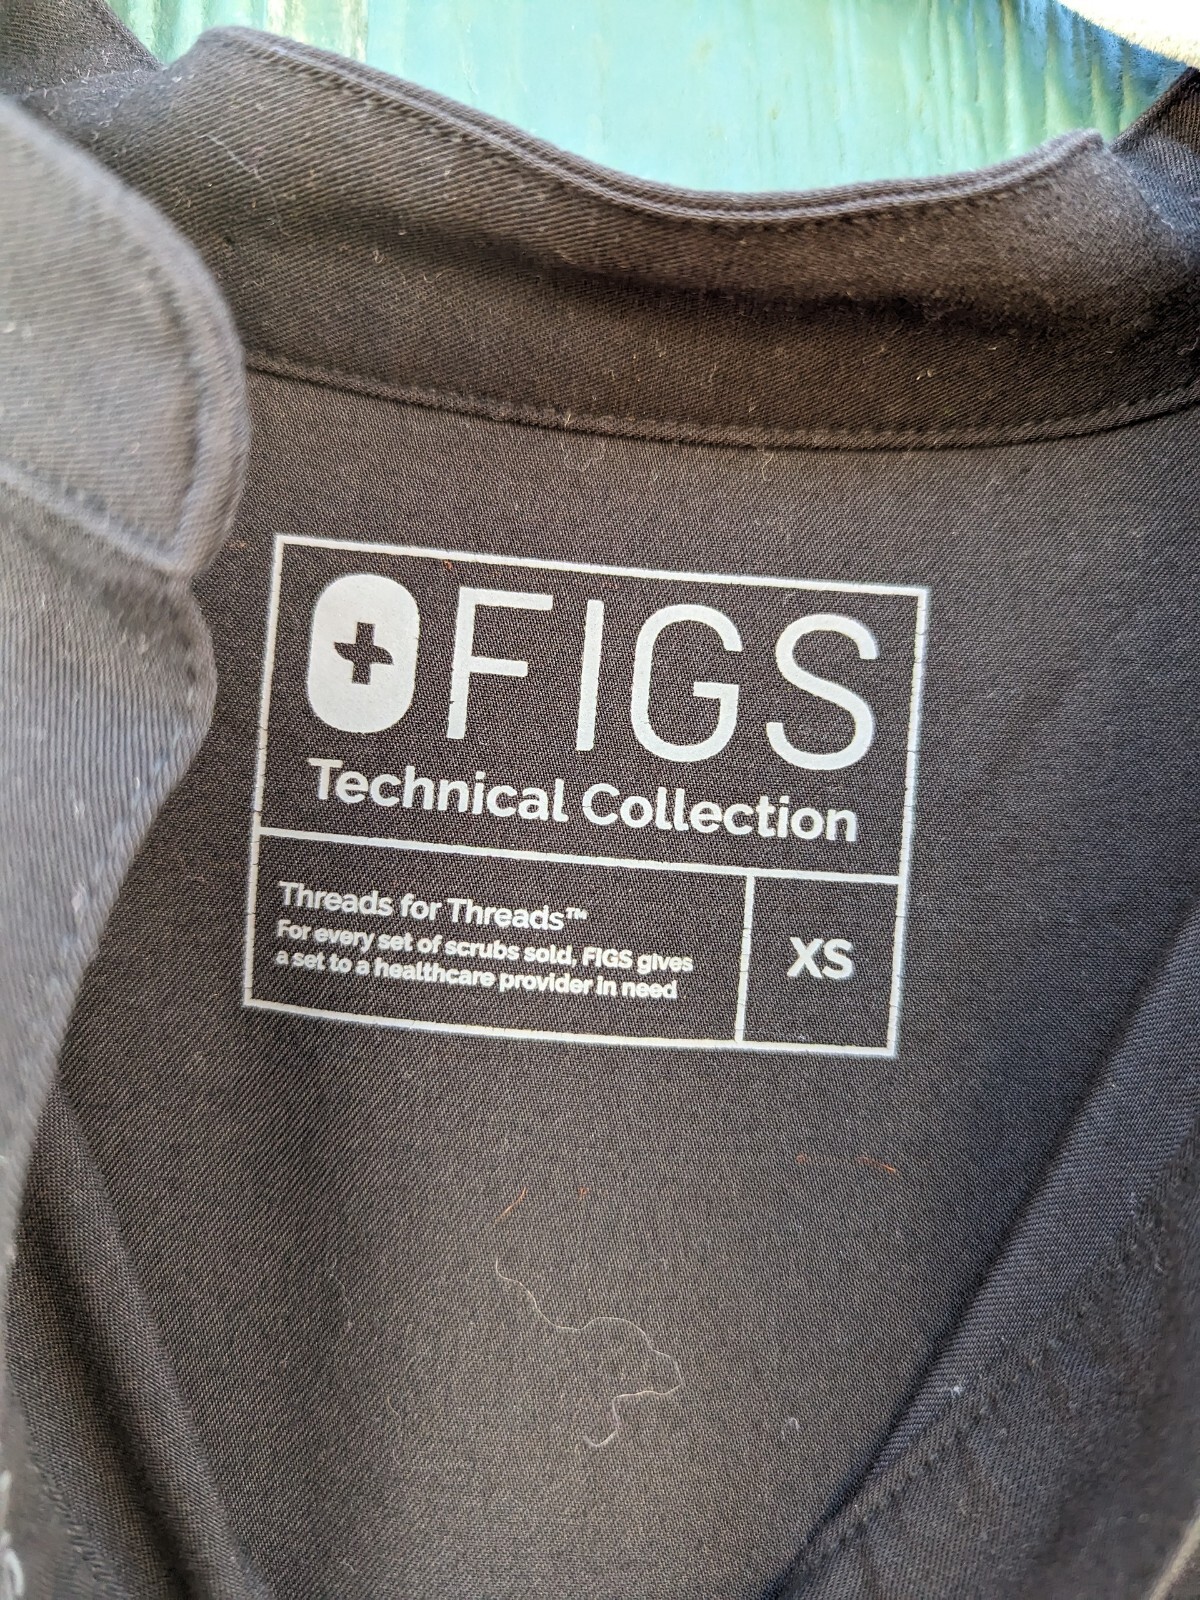 FIGS
Technical Collection
Threads for Threads™
For every set of scrubs sold, FIGS gives
a set to a healthcare provider in need
XS